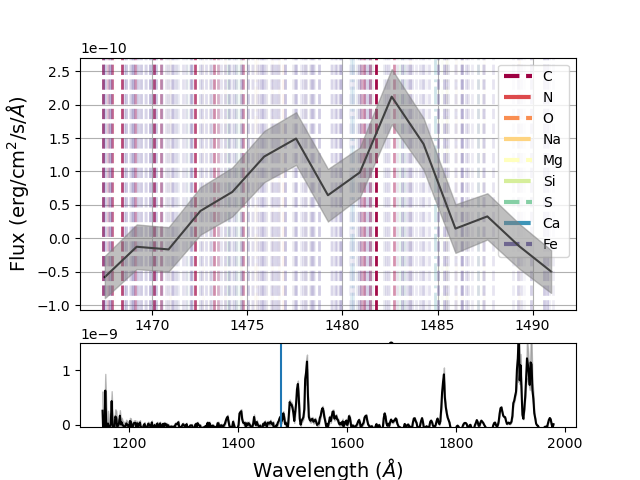 1e−10
Flux (erg/cm²/s/Å)
2.5
2.0
1.5
1.0
0.5
0.0
−0.5
−1.0
C
N
O
Na
Mg
Si
S
Ca
Fe
1470 1475 1480 1485 1490
1e−9
1
0
1200 1400 1600 1800 2000
Wavelength (Å)